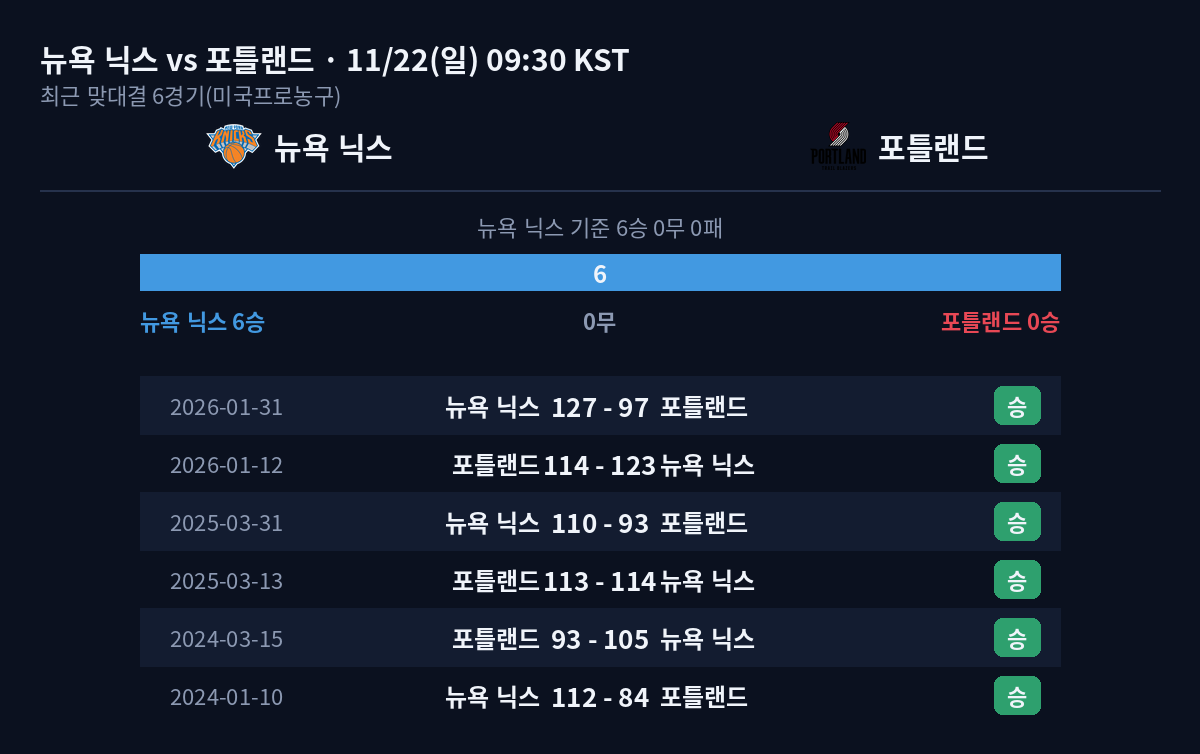 뉴욕 닉스 vs 포틀랜드 · 11/22(일) 09:30 KST
최근 맞대결 6경기(미국프로농구)
KNICKS 뉴욕 닉스
PORTLAND 포틀랜드
뉴욕 닉스 기준 6승 0무 0패
6
뉴욕 닉스 6승 0무 포틀랜드 0승
2026-01-31 뉴욕 닉스 127 - 97 포틀랜드 승
2026-01-12 포틀랜드 114 - 123 뉴욕 닉스 승
2025-03-31 뉴욕 닉스 110 - 93 포틀랜드 승
2025-03-13 포틀랜드 113 - 114 뉴욕 닉스 승
2024-03-15 포틀랜드 93 - 105 뉴욕 닉스 승
2024-01-10 뉴욕 닉스 112 - 84 포틀랜드 승